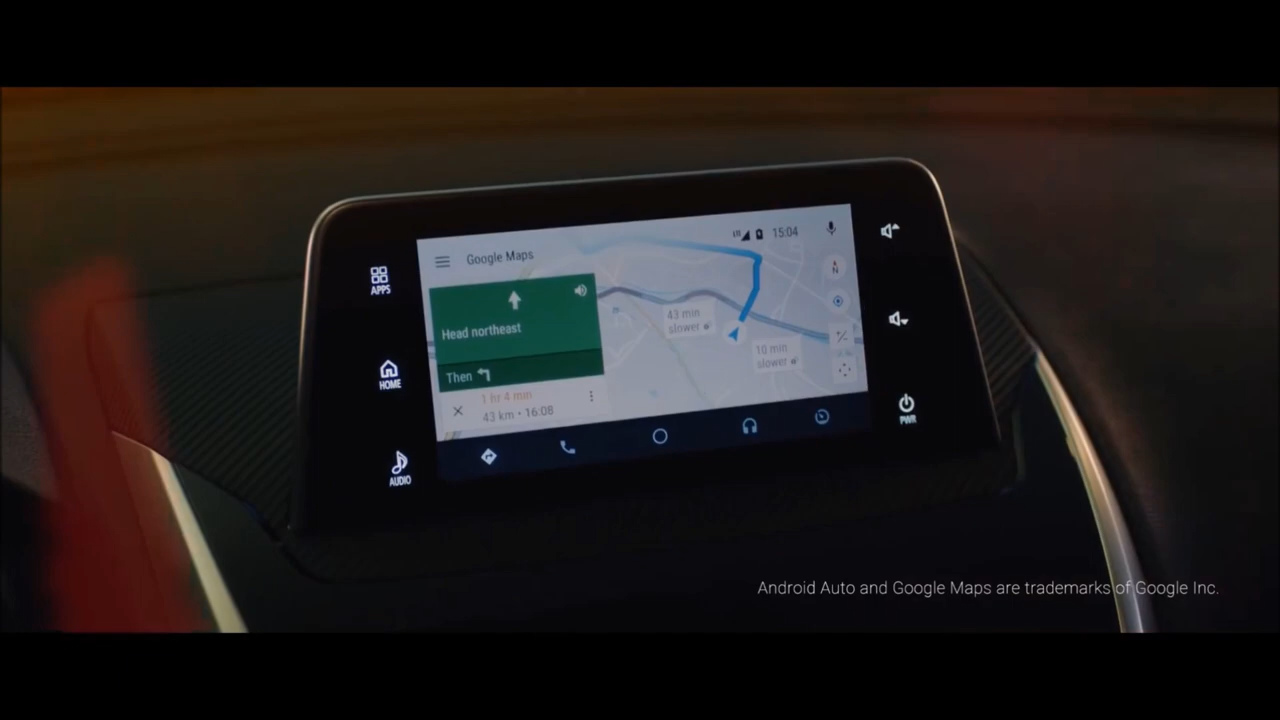 LTE 15:04
Google Maps
N
APPS
Head northeast
43 min
slower
10 min
slower
Then
HOME
1 hr 4 min
43 km • 16:08
PWR
AUDIO
Android Auto and Google Maps are trademarks of Google Inc.